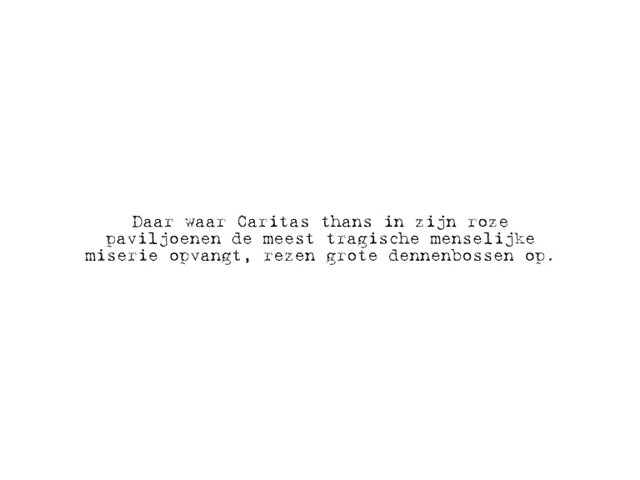 Daar waar Caritas thans in zijn roze
paviljoenen de meest tragische menselijke
miserie opvangt, rezen grote dennenbossen op.